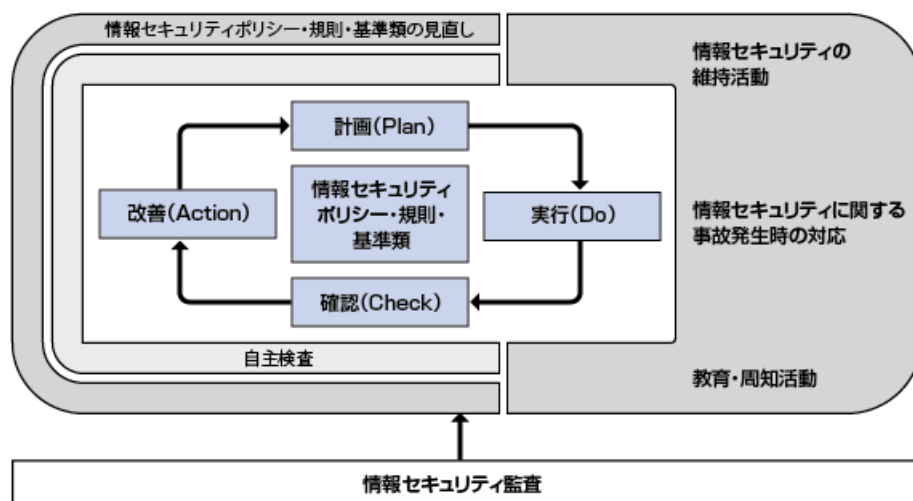 情報セキュリティポリシー・規則・基準類の見直し
情報セキュリティの
維持活動
計画(Plan)
改善(Action)
情報セキュリティ
ポリシー・規則・
基準類
実行(Do)
情報セキュリティに関する
事故発生時の対応
確認(Check)
自主検査
教育・周知活動
情報セキュリティ監査